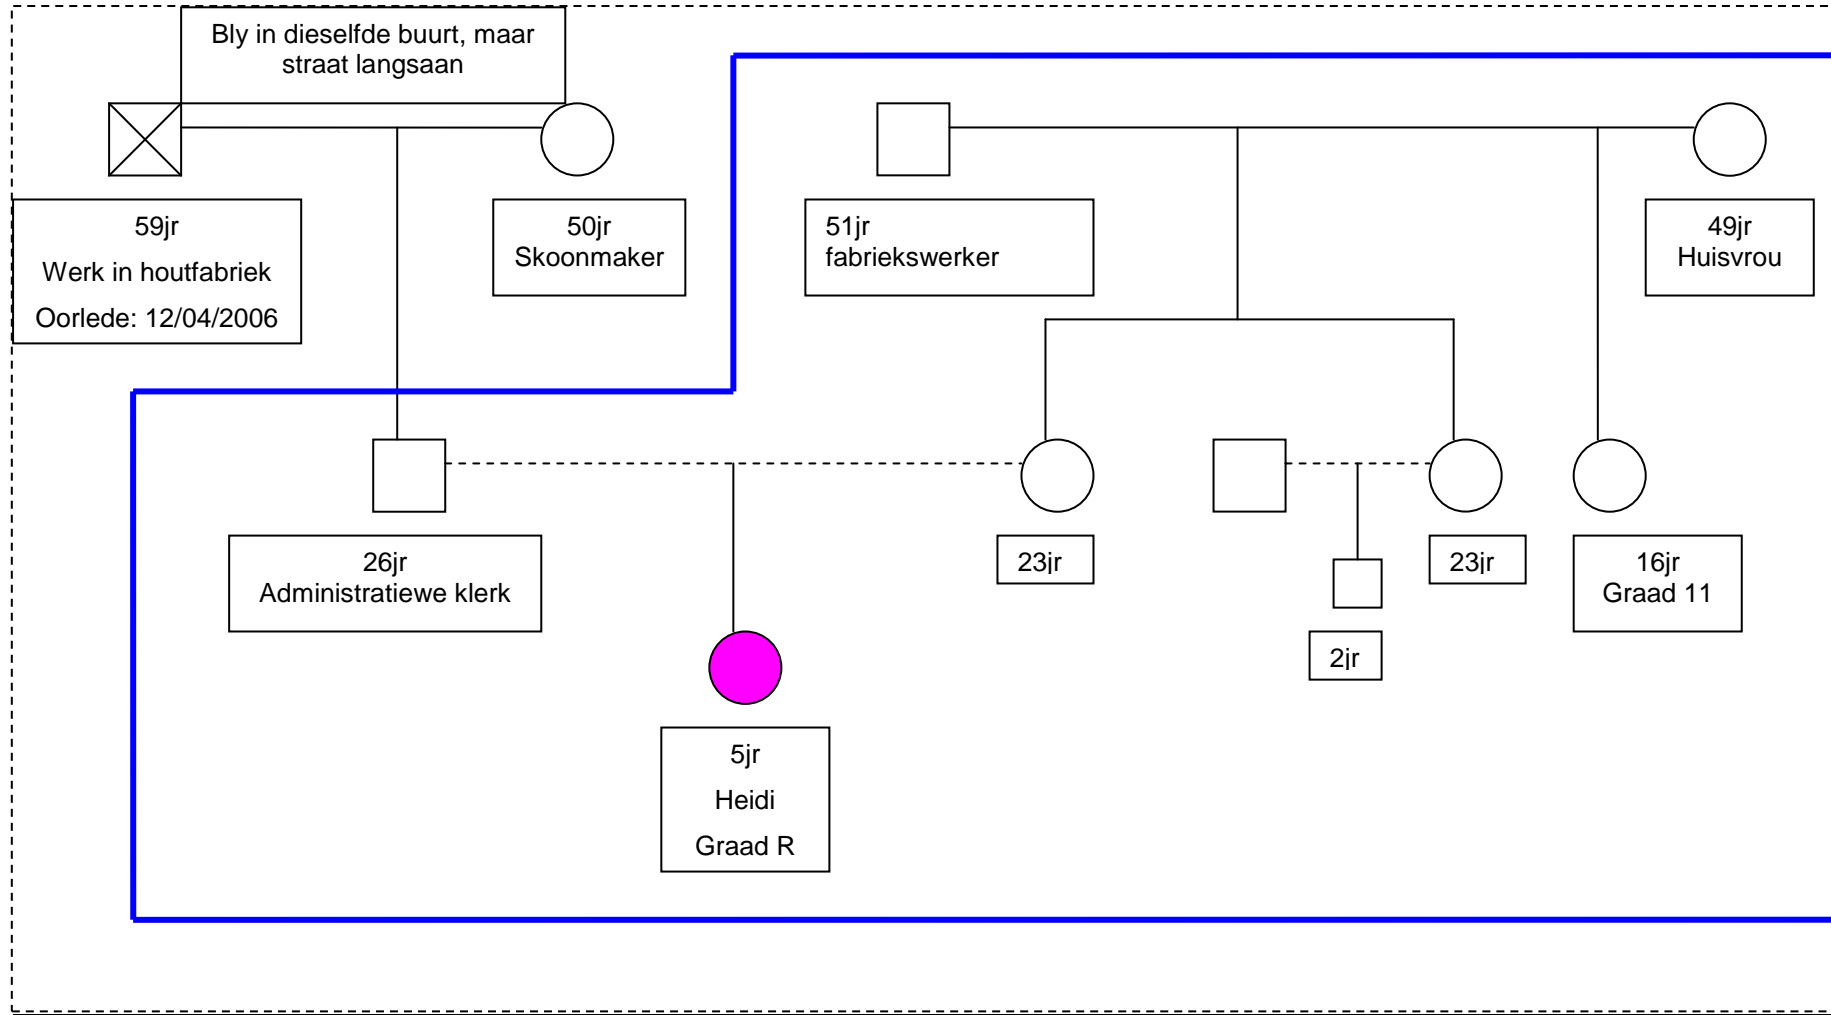 Bly in dieselfde buurt, maar
straat langsaan
59jr
Werk in houtfabriek
Oorlede: 12/04/2006
50jr
Skoonmaker
51jr
fabriekswerker
49jr
Huisvrou
26jr
Administratiewe klerk
23jr
23jr
16jr
Graad 11
2jr
5jr
Heidi
Graad R